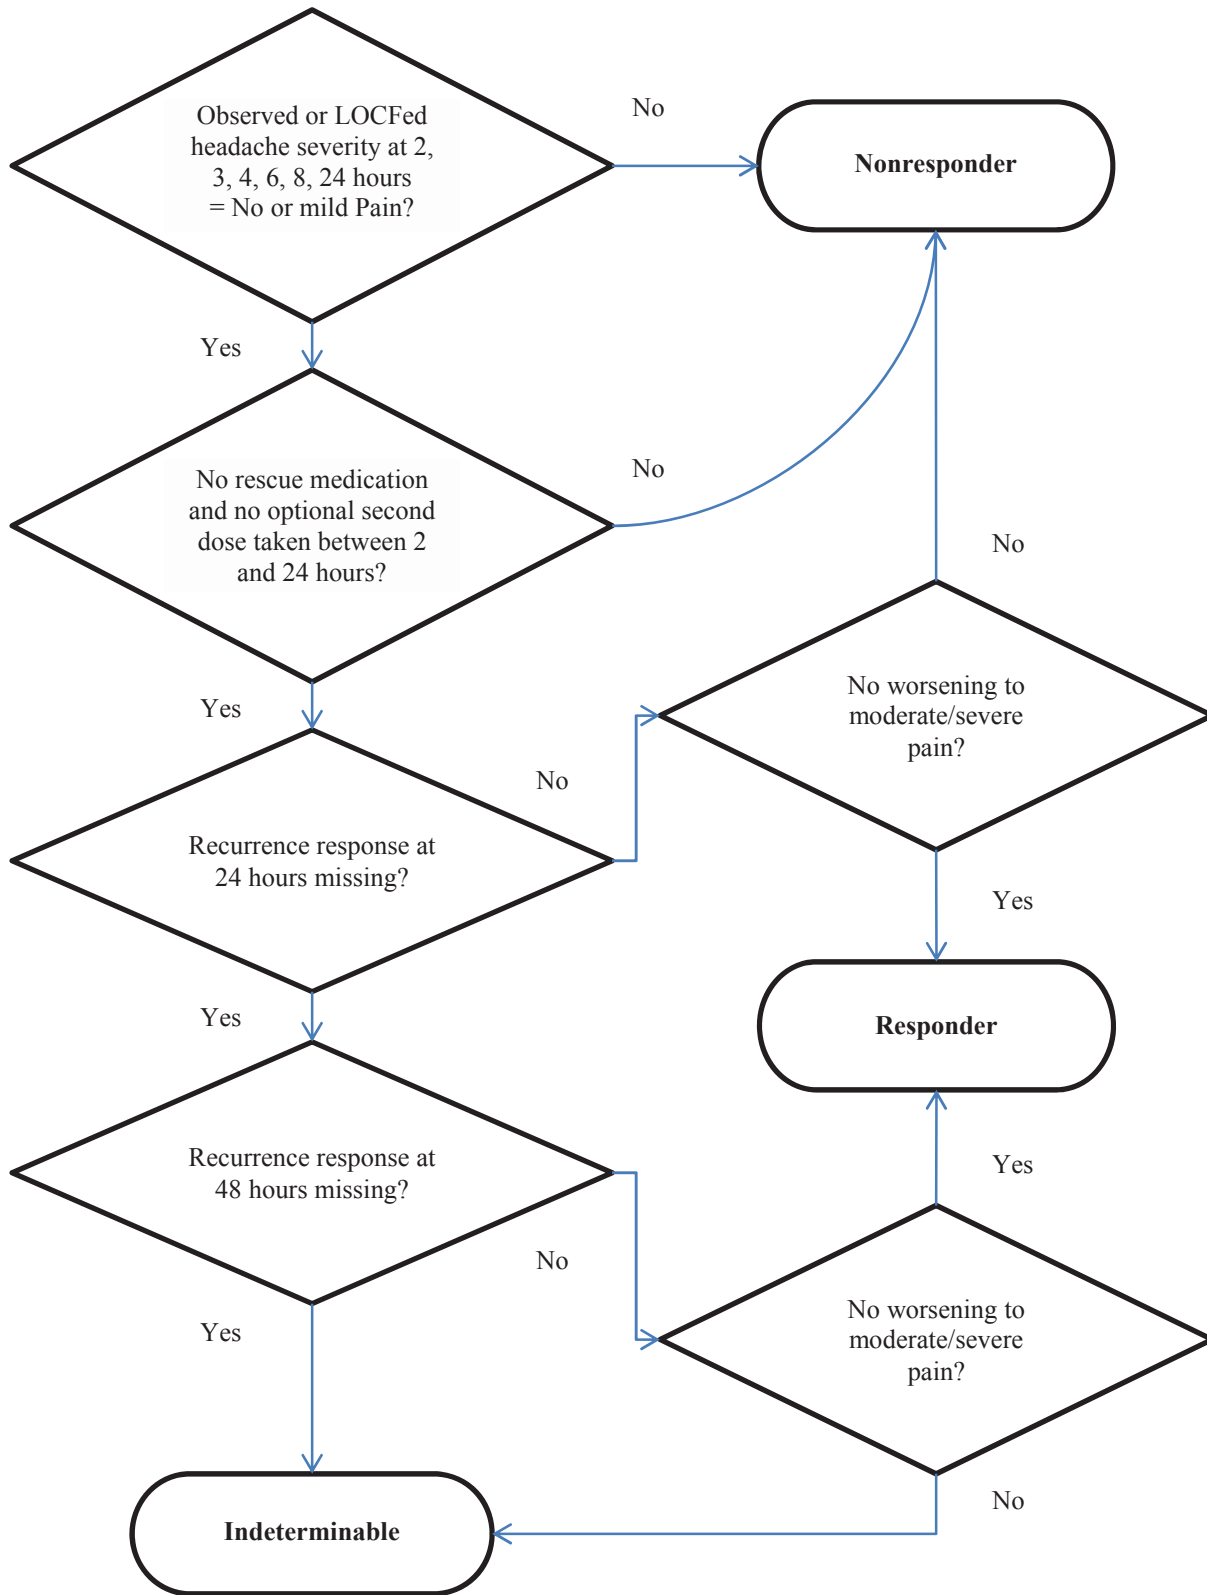 Observed or LOCFed
headache severity at 2,
3, 4, 6, 8, 24 hours
= No or mild Pain?
No
Nonresponder
Yes
No rescue medication
and no optional second
dose taken between 2
and 24 hours?
No
No
No worsening to
moderate/severe
pain?
Yes
No
Recurrence response at
24 hours missing?
Yes
Yes
Responder
Recurrence response at
48 hours missing?
Yes
No
No worsening to
moderate/severe
pain?
Yes
No
Indeterminable